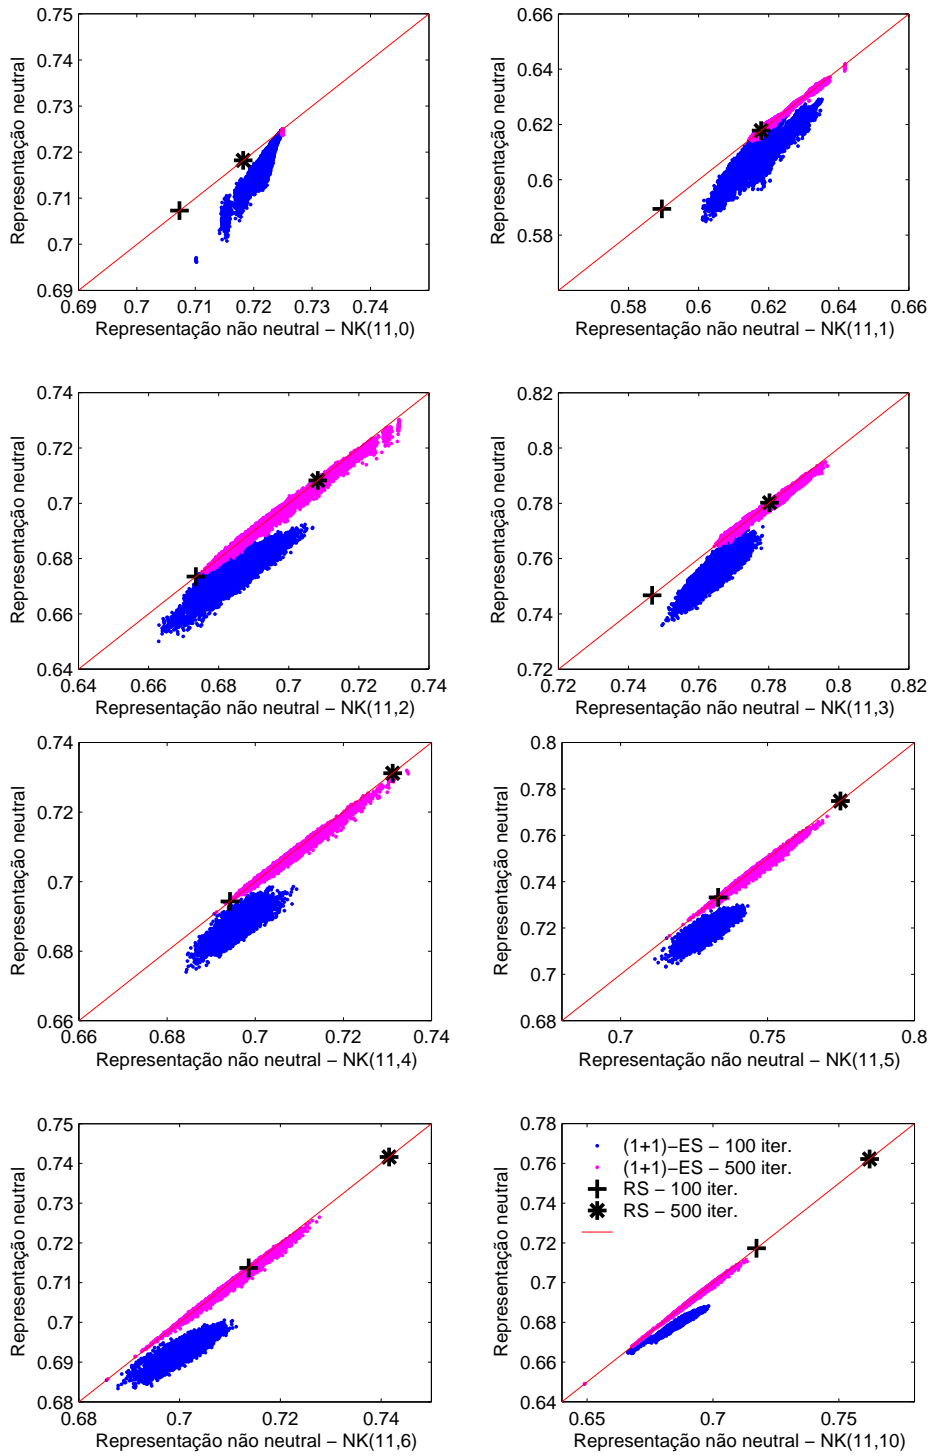 0.75
0.74
0.73
0.72
0.71
0.7
0.69
0.69 0.7 0.71 0.72 0.73 0.74
Representação neutral
Representação não neutral – NK(11,0)
0.66
0.64
0.62
0.6
0.58
0.58 0.6 0.62 0.64 0.66
Representação neutral
Representação não neutral – NK(11,1)
0.74
0.72
0.7
0.68
0.66
0.64
0.64 0.66 0.68 0.7 0.72 0.74
Representação neutral
Representação não neutral – NK(11,2)
0.82
0.8
0.78
0.76
0.74
0.72
0.72 0.74 0.76 0.78 0.8 0.82
Representação neutral
Representação não neutral – NK(11,3)
0.74
0.72
0.7
0.68
0.66
0.66 0.68 0.7 0.72 0.74
Representação neutral
Representação não neutral – NK(11,4)
0.8
0.78
0.76
0.74
0.72
0.7
0.68
0.7 0.75 0.8
Representação neutral
Representação não neutral – NK(11,5)
0.75
0.74
0.73
0.72
0.71
0.70
0.69
0.68
0.68 0.7 0.72 0.74
Representação neutral
Representação não neutral – NK(11,6)
0.78
0.76
0.74
0.72
0.7
0.68
0.66
0.64
0.65 0.7 0.75
Representação neutral
Representação não neutral – NK(11,10)
(1+1)–ES – 100 iter.
(1+1)–ES – 500 iter.
RS – 100 iter.
RS – 500 iter.